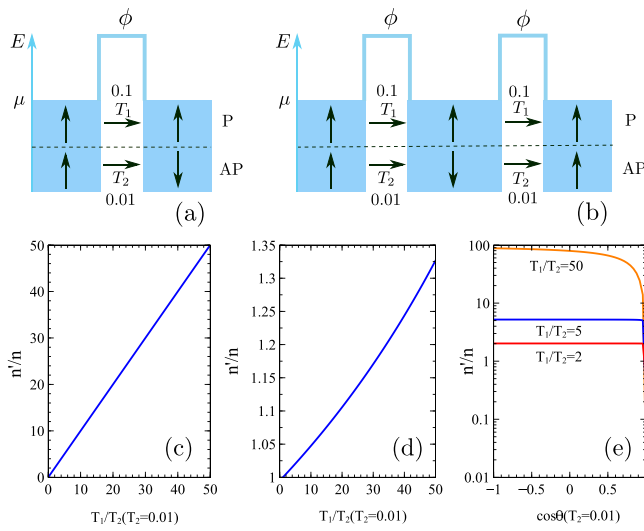 E
ϕ
μ
0.1
T₁
P
T₂
AP
0.01
(a)
E
ϕ
ϕ
μ
0.1
0.1
T₁
T₁
P
T₂
T₂
AP
0.01
0.01
(b)
n'/n
50
40
30
20
10
0
0 10 20 30 40 50
(c)
T₁/T₂(T₂=0.01)
n'/n
1.35
1.3
1.25
1.2
1.15
1.1
1.05
1
0 10 20 30 40 50
(d)
T₁/T₂(T₂=0.01)
n'/n
100
10
1
0.1
0.01
T₁/T₂=50
T₁/T₂=5
T₁/T₂=2
(e)
−1 −0.5 0 0.5
cosθ(T₂=0.01)